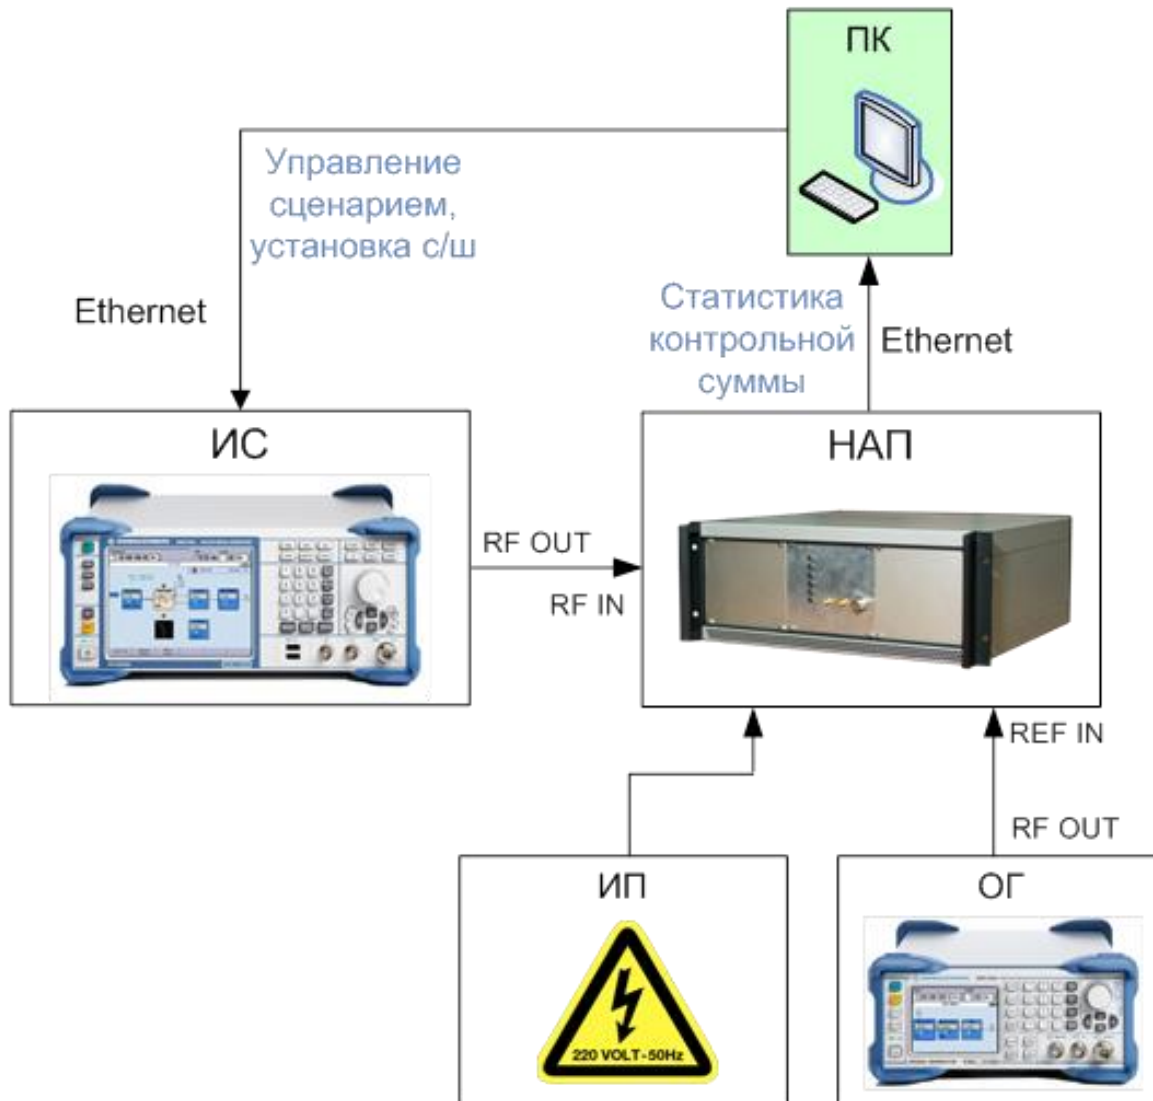 ПК
Управление
сценарием,
установка с/ш
Ethernet
Статистика
контрольной
суммы
Ethernet
ИС
НАП
RF OUT
RF IN
REF IN
RF OUT
ИП
ОГ
220 VOLT-50Hz